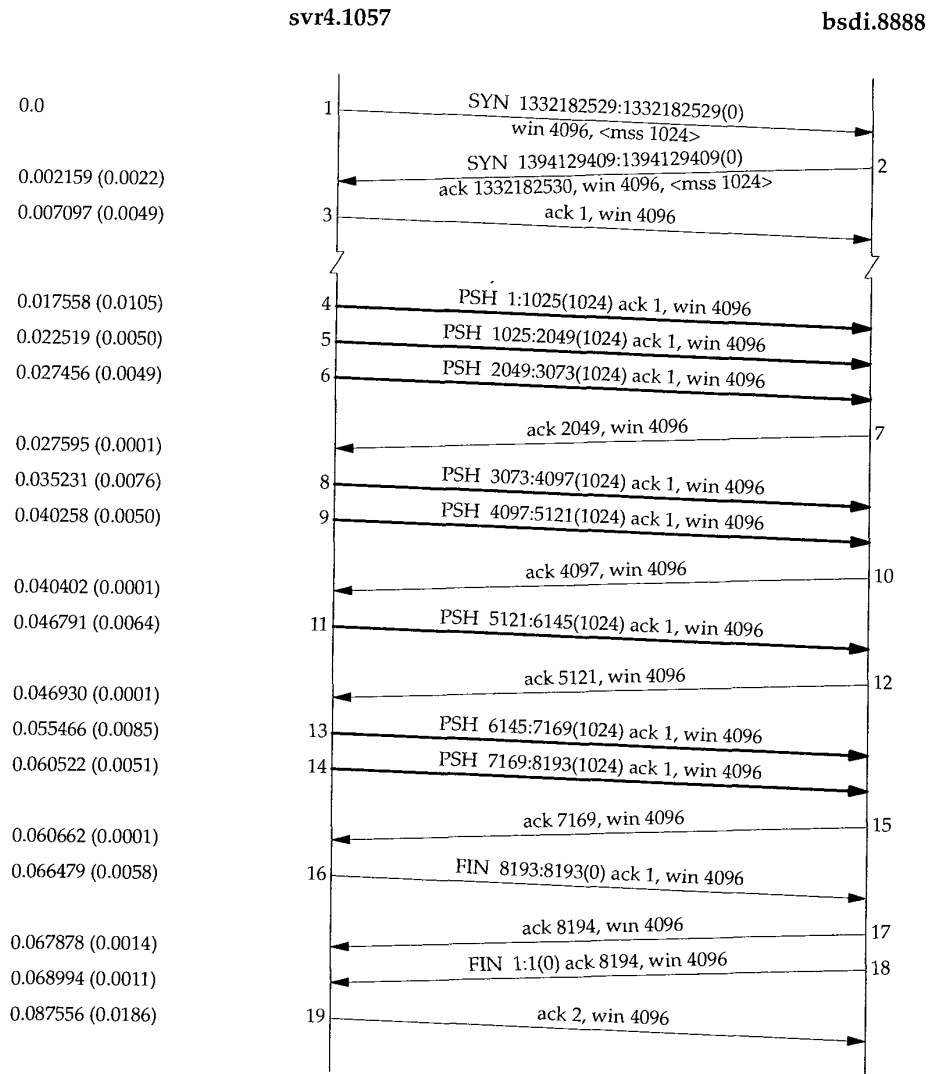 svr4.1057 bsdi.8888
0.0 1 SYN 1332182529:1332182529(0)
win 4096, <mss 1024>
SYN 1394129409:1394129409(0) 2
0.002159 (0.0022) ack 1332182530, win 4096, <mss 1024>
0.007097 (0.0049) 3 ack 1, win 4096
0.017558 (0.0105) 4 PSH 1:1025(1024) ack 1, win 4096
0.022519 (0.0050) 5 PSH 1025:2049(1024) ack 1, win 4096
0.027456 (0.0049) 6 PSH 2049:3073(1024) ack 1, win 4096
ack 2049, win 4096 7
0.027595 (0.0001)
0.035231 (0.0076) 8 PSH 3073:4097(1024) ack 1, win 4096
0.040258 (0.0050) 9 PSH 4097:5121(1024) ack 1, win 4096
ack 4097, win 4096 10
0.040402 (0.0001)
0.046791 (0.0064) 11 PSH 5121:6145(1024) ack 1, win 4096
ack 5121, win 4096 12
0.046930 (0.0001)
0.055466 (0.0085) 13 PSH 6145:7169(1024) ack 1, win 4096
0.060522 (0.0051) 14 PSH 7169:8193(1024) ack 1, win 4096
ack 7169, win 4096 15
0.060662 (0.0001)
0.066479 (0.0058) 16 FIN 8193:8193(0) ack 1, win 4096
ack 8194, win 4096 17
0.067878 (0.0014)
FIN 1:1(0) ack 8194, win 4096 18
0.068994 (0.0011)
0.087556 (0.0186) 19 ack 2, win 4096